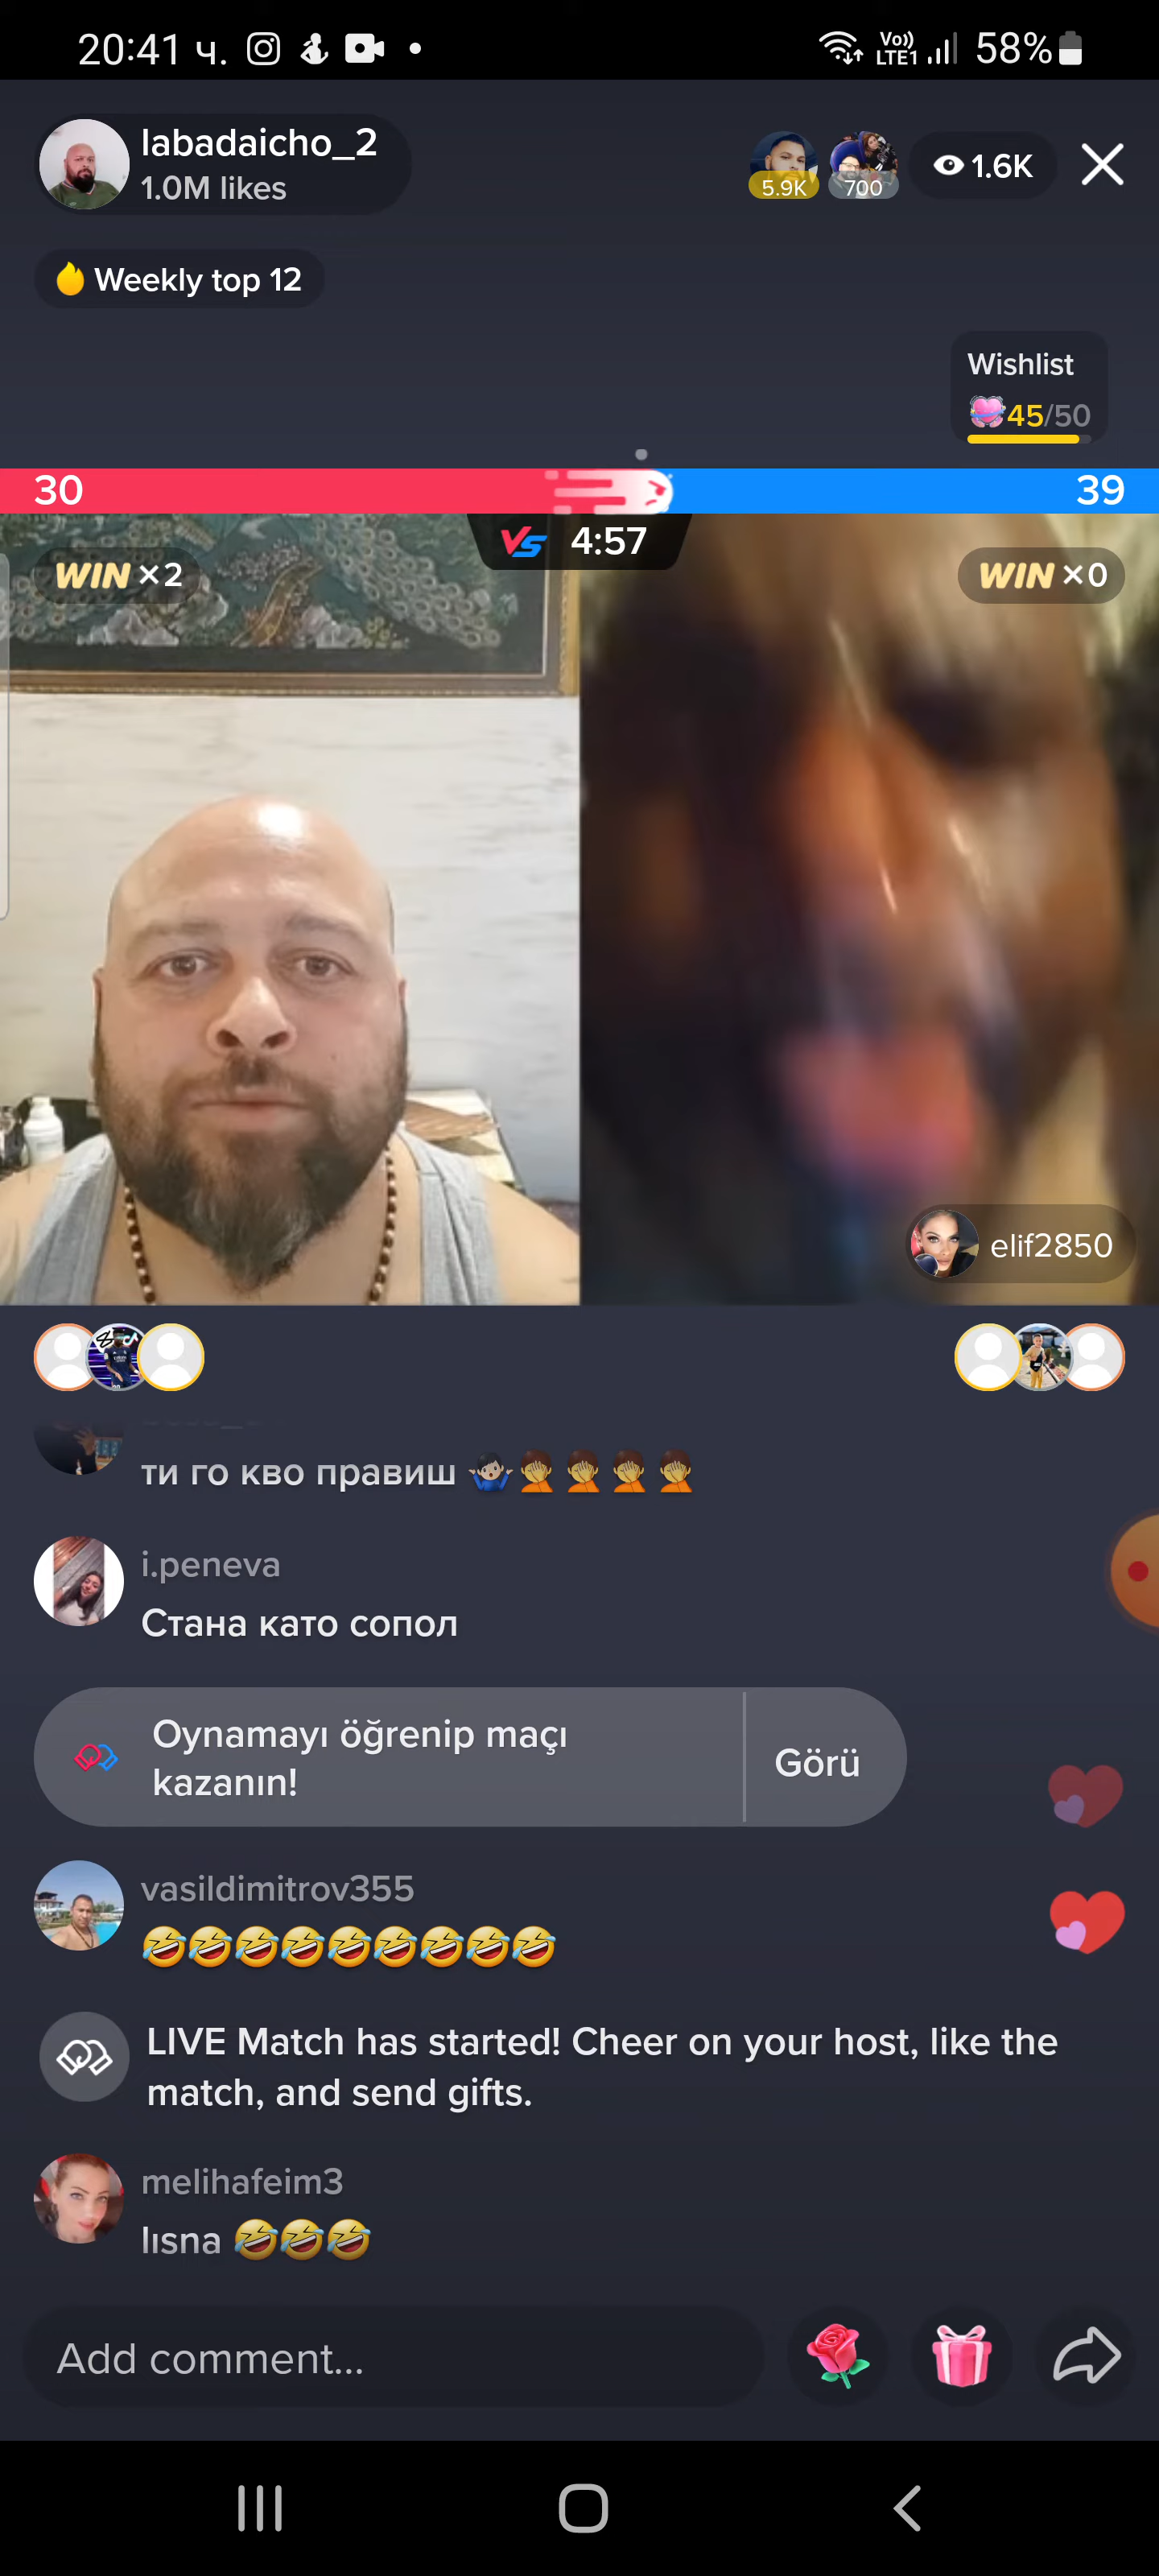 20:41 ч.
Vo)) LTE1 58%
labadaicho_2
1.0M likes
5.9K
700
1.6K
Weekly top 12
Wishlist
45/50
30
39
VS 4:57
WIN ×2
WIN ×0
elif2850
ти го кво правиш 🤷🏻‍♂️🤦🤦🤦🤦
i.peneva
Стана като сопол
Oynamayı öğrenip maçı
kazanın!
Görü
vasildimitrov355
🤣🤣🤣🤣🤣🤣🤣🤣🤣
LIVE Match has started! Cheer on your host, like the
match, and send gifts.
melihafeim3
lısna 🤣🤣🤣
Add comment...